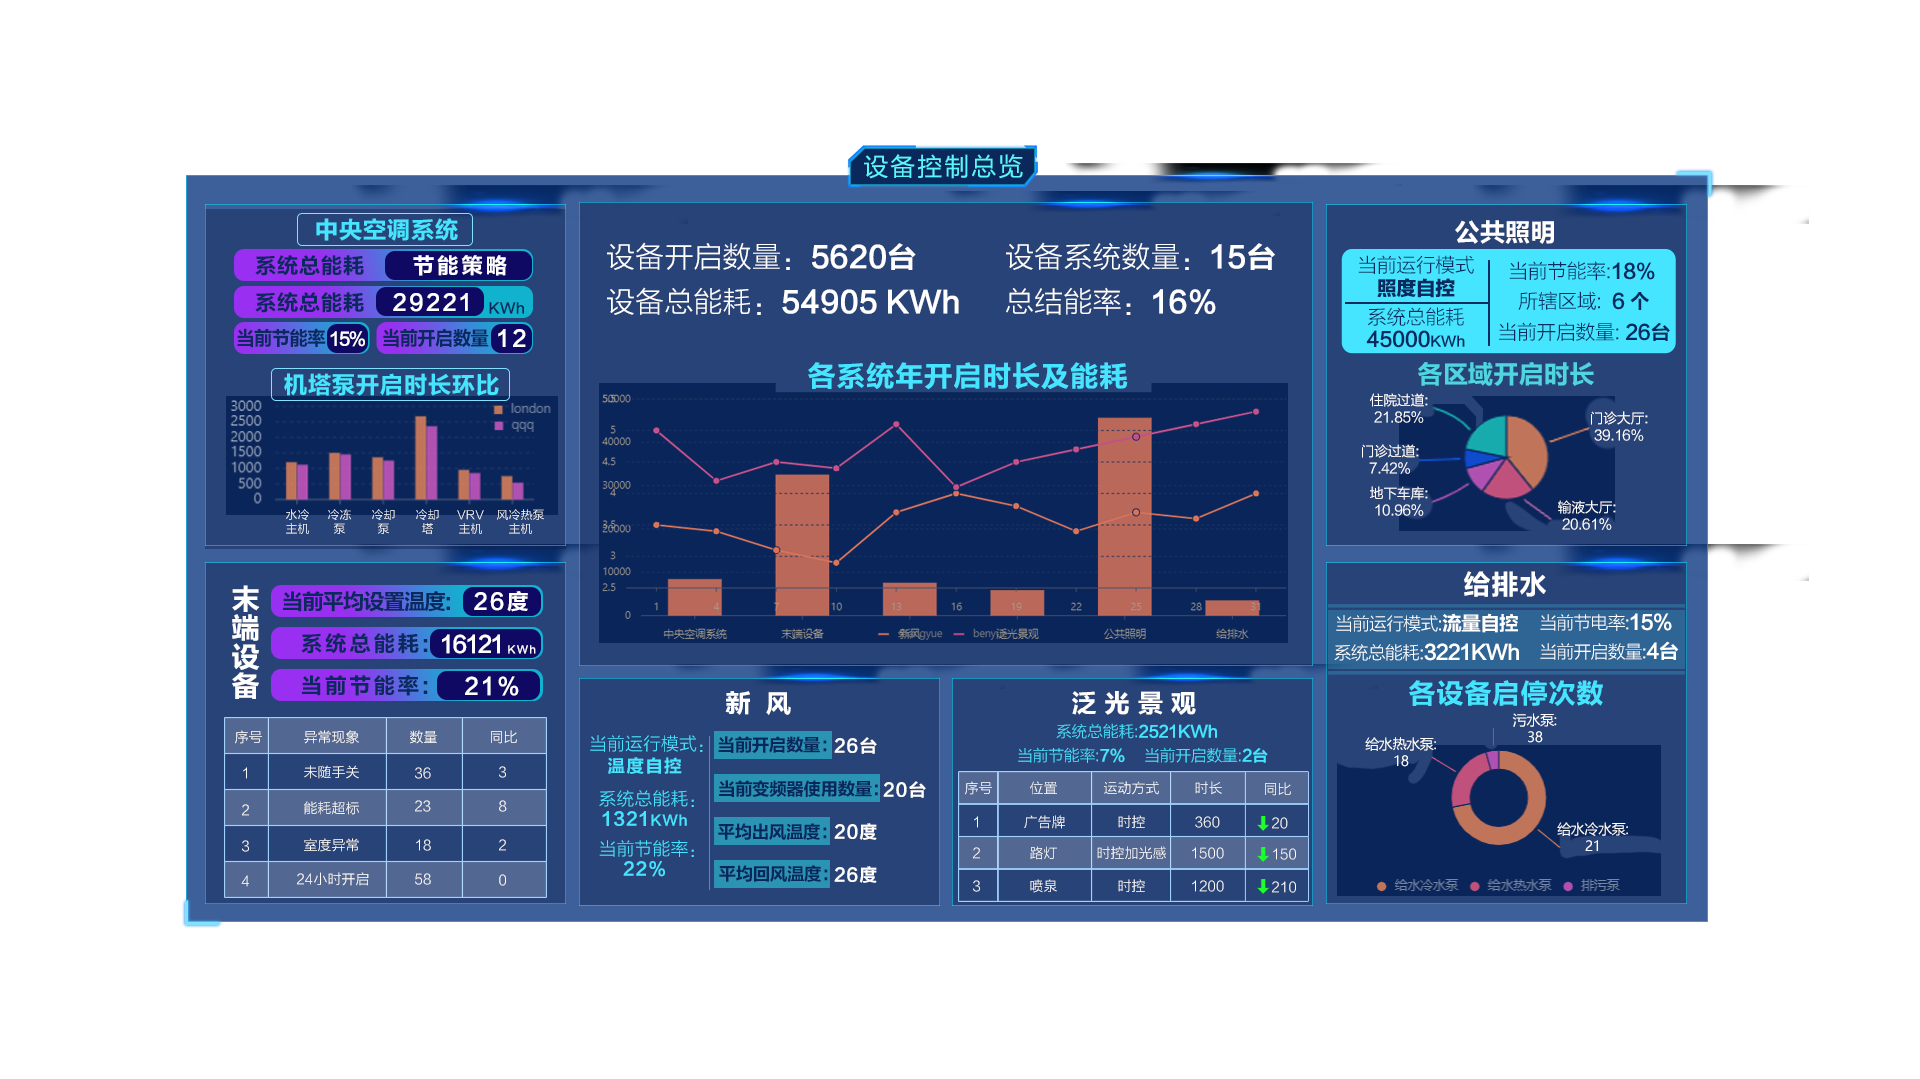 设备控制总览
中央空调系统
系统总能耗 节能策略
系统总能耗 29221 KWh
当前节能率 15% 当前开启数量 12
机塔泵开启时长环比
3000
2500
2000
1500
1000
500
0
london
qqq
水冷主机
冷冻泵
冷却泵
冷却塔
VRV主机
风冷热泵主机
末端设备
当前平均设置温度: 26度
系统总能耗: 16121 KWh
当前节能率: 21%
序号 异常现象 数量 同比
1 未随手关 36 3
2 能耗超标 23 8
3 室度异常 18 2
4 24小时开启 58 0
设备开启数量：5620台 设备系统数量：15台
设备总能耗：54905 KWh 总结能率：16%
各系统年开启时长及能耗
5
40000
4.5
30000
4
3
10000
2.5
0
1 4 7 10 13 16 19 22 25 28 31
中央空调系统 末端设备 新风 泛光景观 公共照明 给排水
新风
当前运行模式:
温度自控
系统总能耗:
1321KWh
当前节能率:
22%
当前开启数量: 26台
当前变频器使用数量: 20台
平均出风温度: 20度
平均回风温度: 26度
泛光景观
系统总能耗:2521KWh
当前节能率:7% 当前开启数量:2台
序号 位置 运动方式 时长 同比
1 广告牌 时控 360 20
2 路灯 时控加光感 1500 150
3 喷泉 时控 1200 210
公共照明
当前运行模式
照度自控
系统总能耗
45000KWh
当前节能率:18%
所辖区域: 6 个
当前开启数量: 26台
各区域开启时长
住院过道:
21.85%
门诊过道:
7.42%
地下车库:
10.96%
门诊大厅:
39.16%
输液大厅:
20.61%
给排水
当前运行模式:流量自控 当前节电率:15%
系统总能耗:3221KWh 当前开启数量:4台
各设备启停次数
污水泵:
38
给水热水泵:
18
给水冷水泵:
21
给水冷水泵 给水热水泵 排污泵